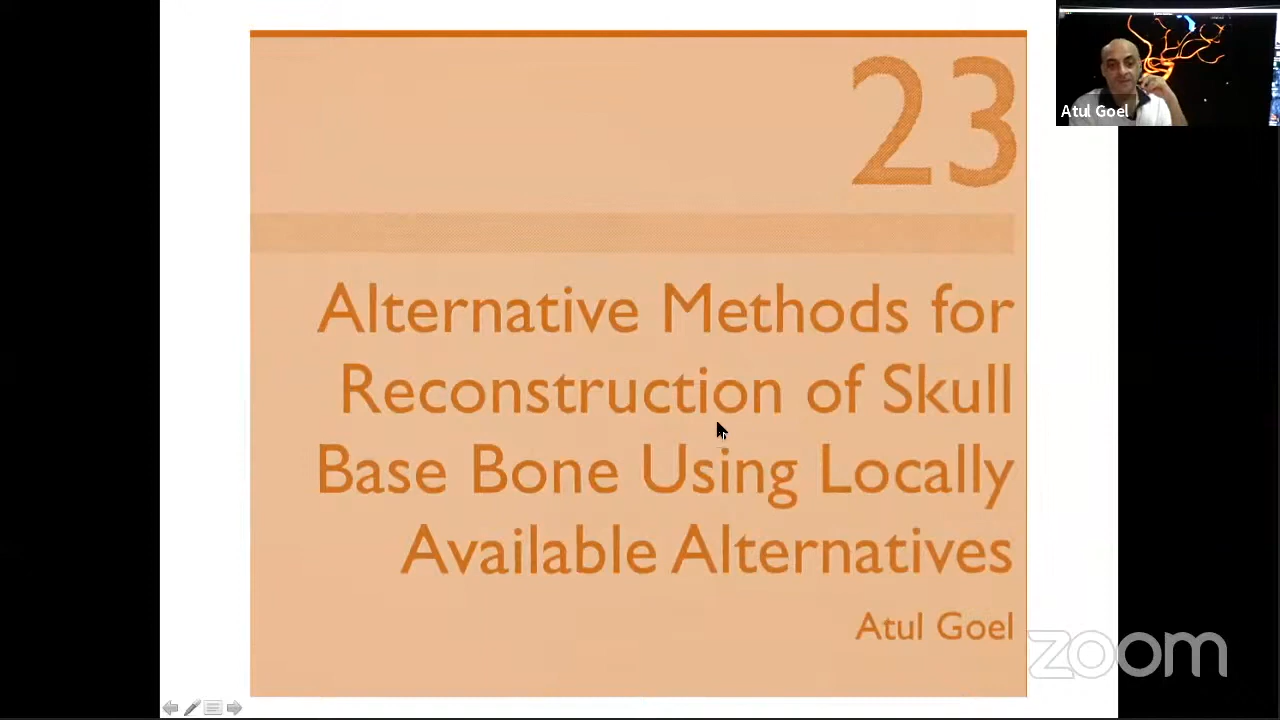 23
Alternative Methods for
Reconstruction of Skull
Base Bone Using Locally
Available Alternatives
Atul Goel
Atul Goel
zoom